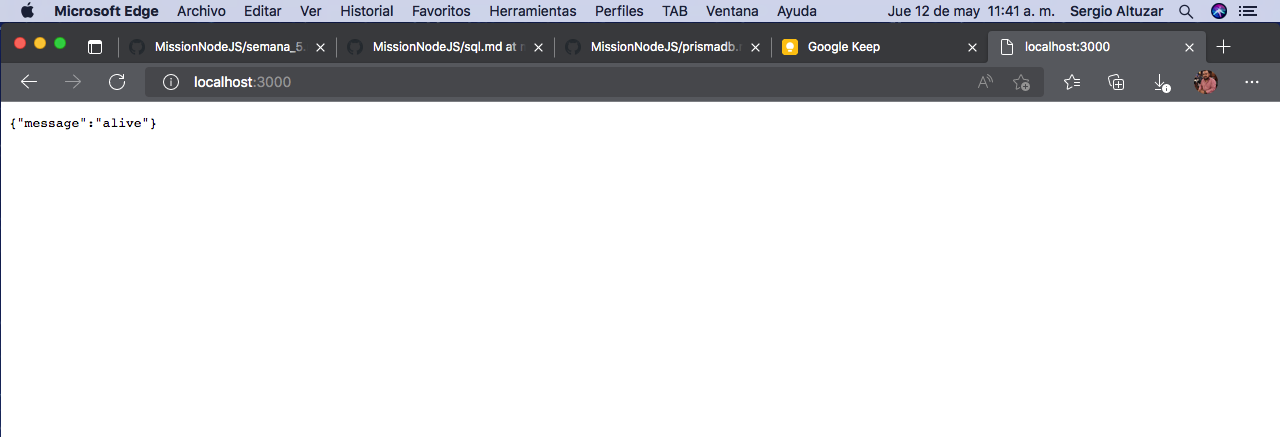 Microsoft Edge Archivo Editar Ver Historial Favoritos Herramientas Perfiles TAB Ventana Ayuda Jue 12 de may 11:41 a. m. Sergio Altuzar
MissionNodeJS/semana_5. MissionNodeJS/sql.md at MissionNodeJS/prismadb. Google Keep localhost:3000
localhost:3000
{"message":"alive"}